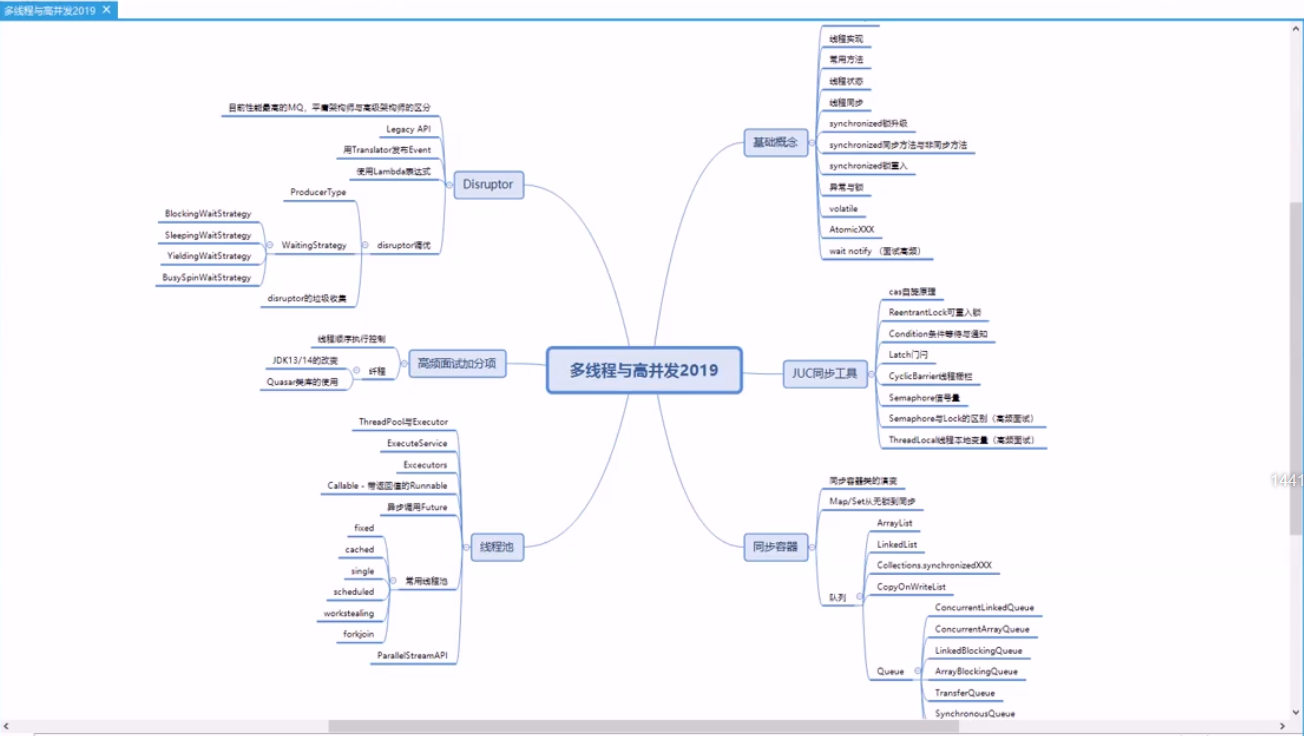 多线程与高并发2019
线程实现
常用方法
线程状态
线程同步
synchronized锁升级
synchronized同步方法与非同步方法
synchronized锁重入
异常与锁
volatile
AtomicXXX
wait notify （面试高频）
基础概念
目前性能最高的MQ，平庸架构师与高级架构师的区分
Legacy API
用Translator发布Event
使用Lambda表达式
Disruptor
ProducerType
BlockingWaitStrategy
SleepingWaitStrategy
YieldingWaitStrategy
BusySpinWaitStrategy
WaitingStrategy
disruptor调优
disruptor的垃圾收集
cas自旋原理
ReentrantLock可重入锁
Condition条件等待与通知
Latch门闩
CyclicBarrier线程栅栏
Semaphore信号量
Semaphore与Lock的区别（高频面试）
ThreadLocal线程本地变量（高频面试）
JUC同步工具
多线程与高并发2019
线程顺序执行控制
JDK13/14的改变
Quasar类库的使用
纤程
高频面试加分项
ThreadPool与Executor
ExecuteService
Excecutors
Callable - 带返回值的Runnable
异步调用Future
fixed
cached
single
scheduled
workstealing
forkjoin
常用线程池
ParallelStreamAPI
线程池
同步容器类的演变
Map/Set从无锁到同步
同步容器
ArrayList
LinkedList
Collections.synchronizedXXX
CopyOnWriteList
队列
ConcurrentLinkedQueue
ConcurrentArrayQueue
LinkedBlockingQueue
ArrayBlockingQueue
TransferQueue
SynchronousQueue
Queue
1441